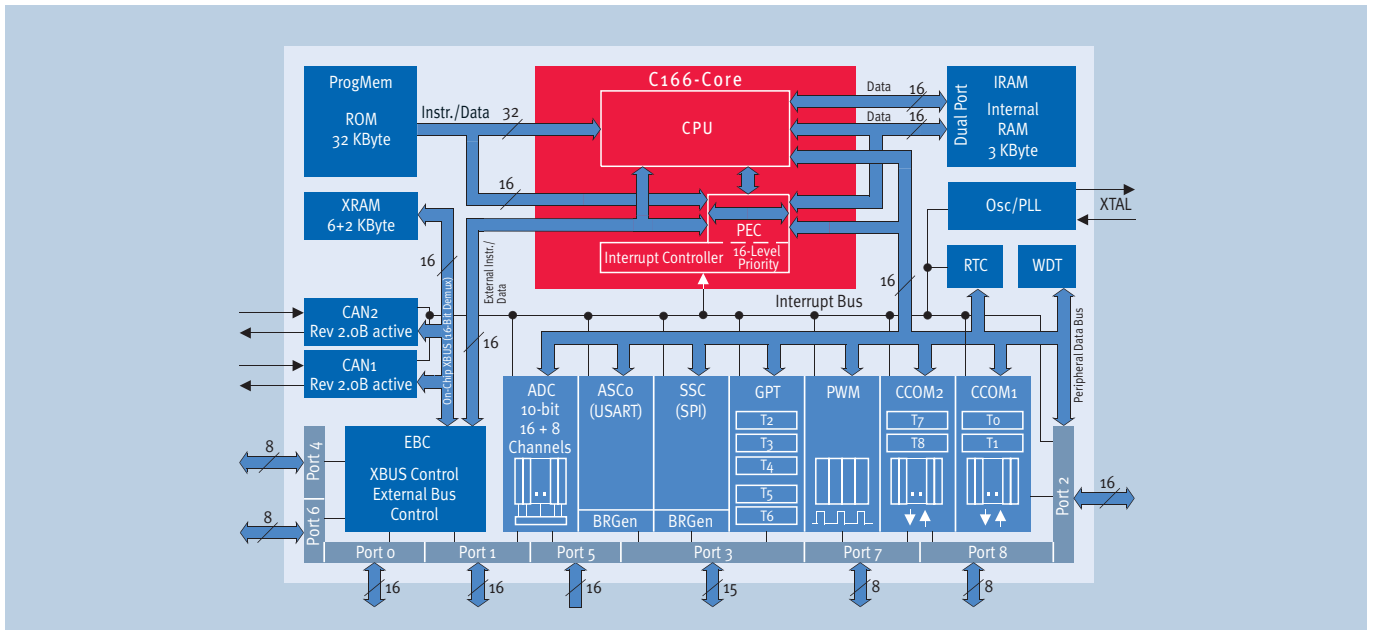 C166-Core
ProgMem
ROM
32 KByte
Instr./Data
32
CPU
Data
16
Data
16
Dual Port
IRAM
Internal
RAM
3 KByte
16
XRAM
6+2 KByte
PEC
Interrupt Controller
16-Level
Priority
Osc/PLL
XTAL
RTC
WDT
16
On-Chip XBUS (16-Bit Demux)
External Instr./
Data
16
16
Interrupt Bus
Peripheral Data Bus
CAN2
Rev 2.0B active
CAN1
Rev 2.0B active
ADC
10-bit
16 + 8
Channels
ASC0
(USART)
BRGen
SSC
(SPI)
BRGen
GPT
T2
T3
T4
T5
T6
PWM
CCOM2
T7
T8
CCOM1
T0
T1
EBC
XBUS Control
External Bus
Control
8
Port 4
8
Port 6
Port 2
16
Port 0
Port 1
Port 5
Port 3
Port 7
Port 8
16
16
16
15
8
8